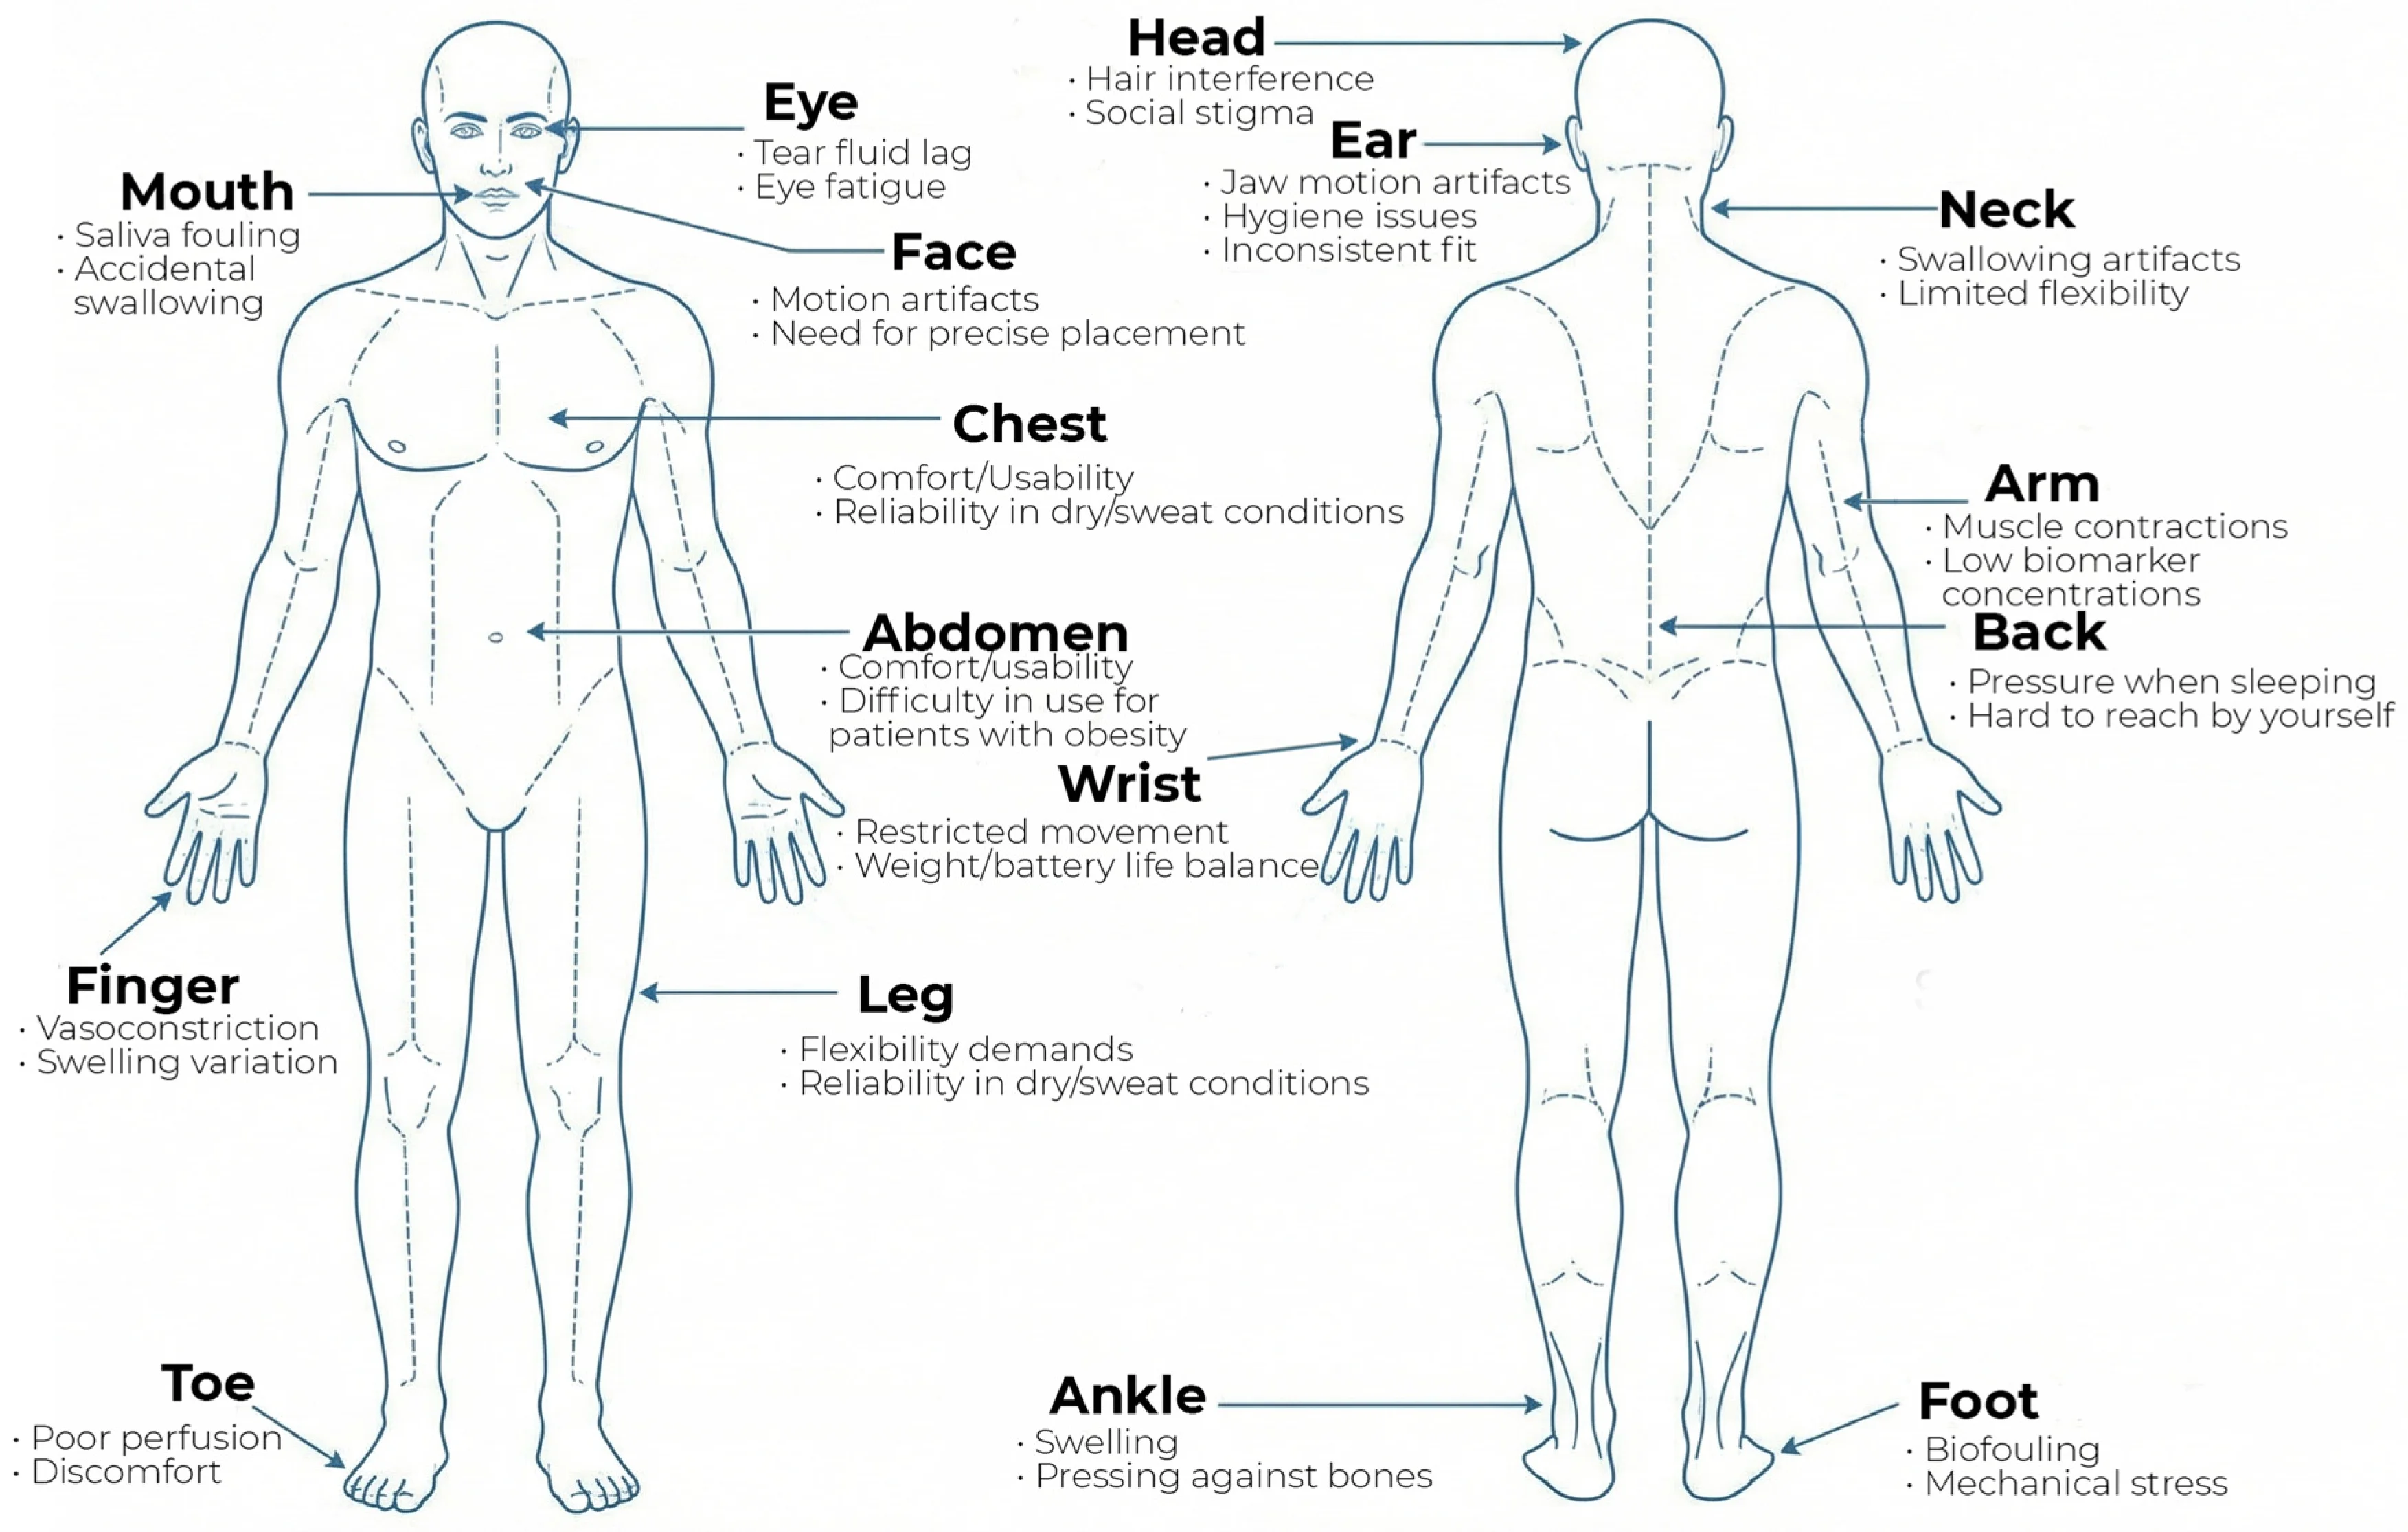 Head
· Hair interference
· Social stigma
Eye
· Tear fluid lag
· Eye fatigue
Ear
· Jaw motion artifacts
· Hygiene issues
· Inconsistent fit
Mouth
· Saliva fouling
· Accidental
swallowing
Face
· Motion artifacts
· Need for precise placement
Neck
· Swallowing artifacts
· Limited flexibility
Chest
· Comfort/Usability
· Reliability in dry/sweat conditions
Arm
· Muscle contractions
· Low biomarker
concentrations
Abdomen
· Comfort/usability
· Difficulty in use for
patients with obesity
Back
· Pressure when sleeping
· Hard to reach by yourself
Wrist
· Restricted movement
· Weight/battery life balance
Finger
· Vasoconstriction
· Swelling variation
Leg
· Flexibility demands
· Reliability in dry/sweat conditions
Toe
· Poor perfusion
· Discomfort
Ankle
· Swelling
· Pressing against bones
Foot
· Biofouling
· Mechanical stress